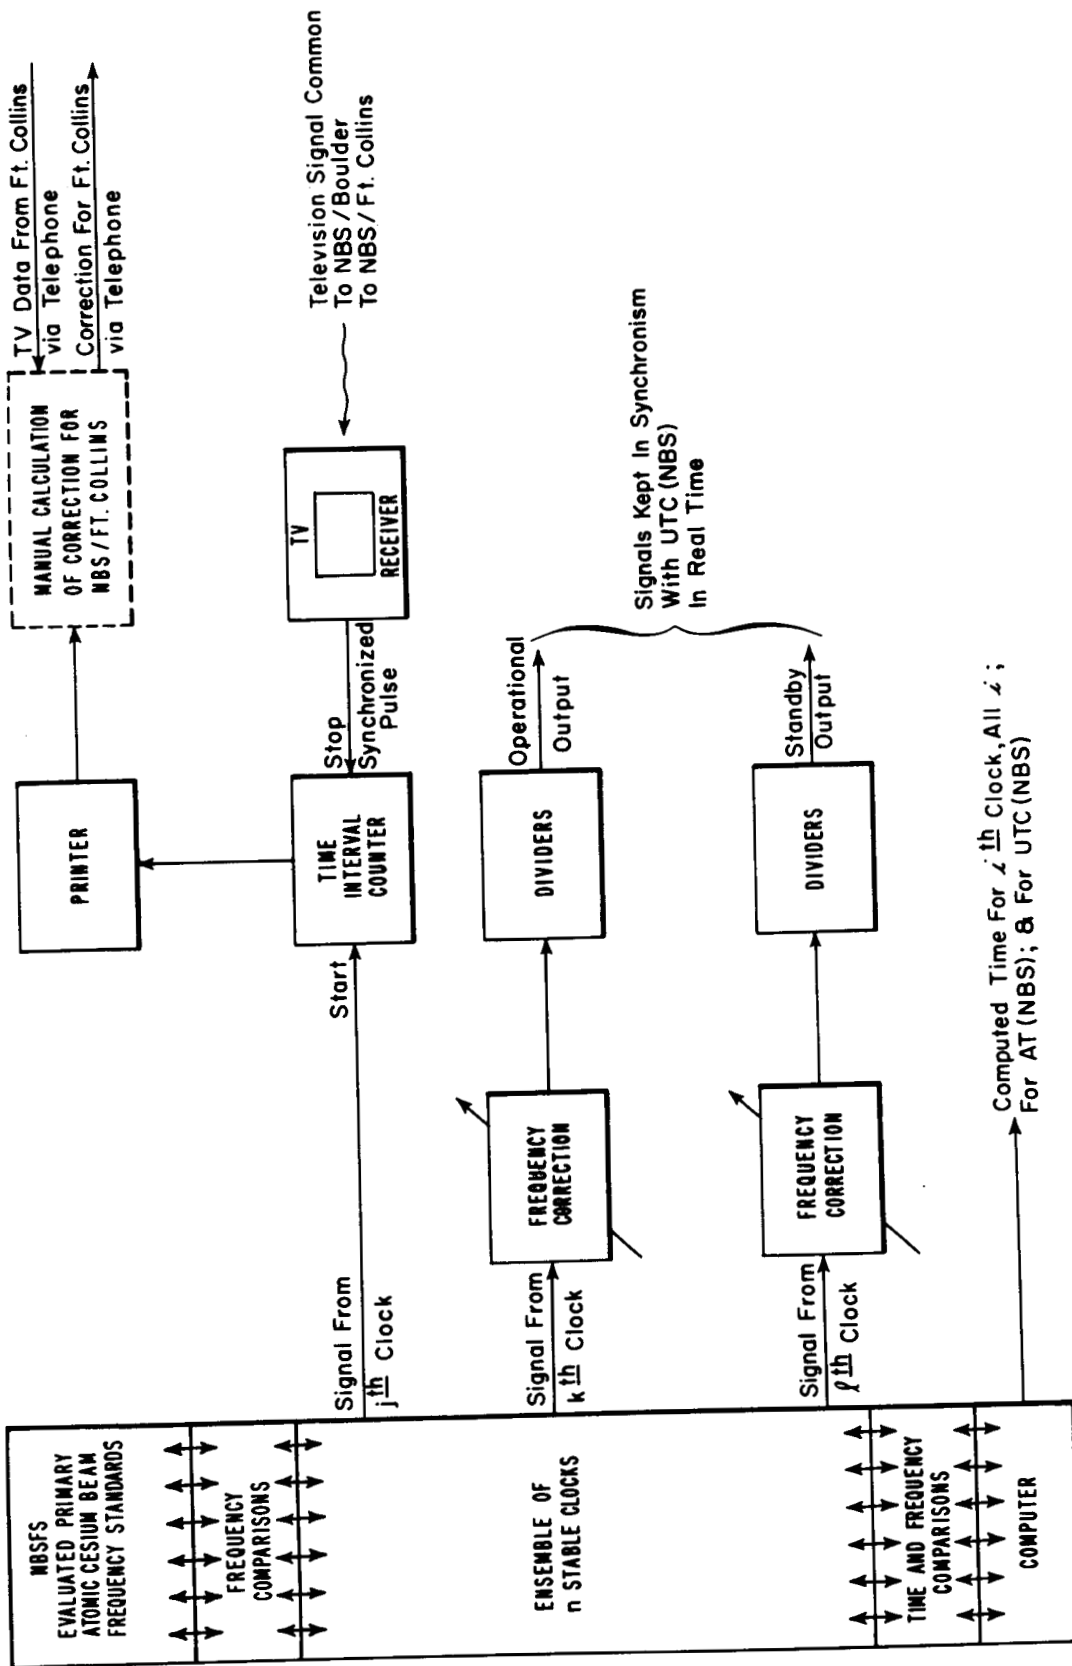 NBSFS
EVALUATED PRIMARY
ATOMIC CESIUM BEAM
FREQUENCY STANDARDS
FREQUENCY
COMPARISONS
ENSEMBLE OF
n STABLE CLOCKS
TIME AND FREQUENCY
COMPARISONS
COMPUTER
Signal From
jth Clock
Start
TIME
INTERVAL
COUNTER
Stop
Synchronized
Pulse
TV
RECEIVER
Television Signal Common
To NBS/Boulder
To NBS/Ft. Collins
PRINTER
MANUAL CALCULATION
OF CORRECTION FOR
NBS/FT. COLLINS
TV Data From Ft. Collins
via Telephone
Correction For Ft. Collins
via Telephone
Signal From
kth Clock
FREQUENCY
CORRECTION
DIVIDERS
Operational
Output
Signal From
ℓth Clock
FREQUENCY
CORRECTION
DIVIDERS
Standby
Output
Signals Kept In Synchronism
With UTC (NBS)
In Real Time
Computed Time For ith Clock, All i;
For AT (NBS); & For UTC (NBS